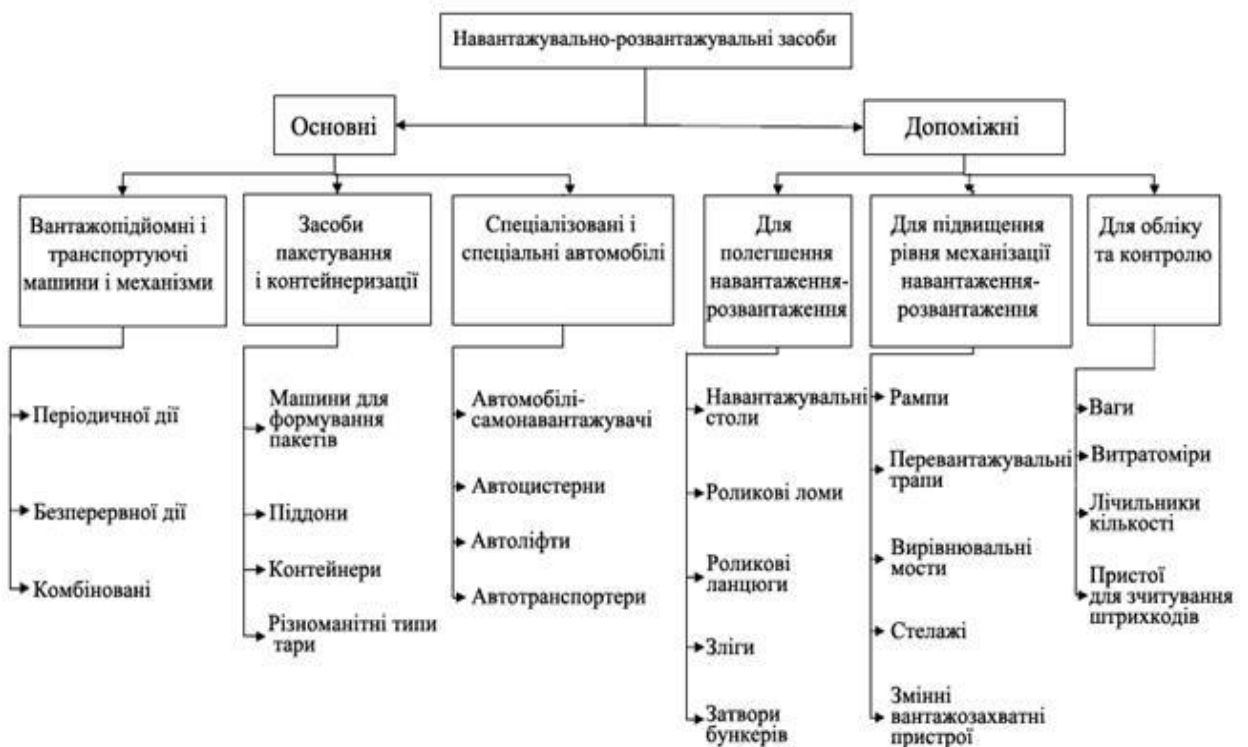 Навантажувально-розвантажувальні засоби
Основні
Допоміжні
Вантажопідйомні і
транспортуючі
машини і механізми
Засоби
пакетування
і контейнеризації
Спеціалізовані і
спеціальні автомобілі
Для
полегшення
навантаження-
розвантаження
Для підвищення
рівня механізації
навантаження-
розвантаження
Для обліку
та контролю
Періодичної дії
Безперервної дії
Комбіновані
Машини для
формування
пакетів
Піддони
Контейнери
Різноманітні типи
тари
Автомобілі-
самонавантажувачі
Автоцистерни
Автоліфти
Автотранспортери
Навантажувальні
столи
Роликові ломи
Роликові
ланцюги
Зліги
Затвори
бункерів
Рампи
Перевантажувальні
трапи
Вирівнювальні
мости
Стелажі
Змінні
вантажозахватні
пристрої
Ваги
Витратоміри
Лічильники
кількості
Пристої
для зчитування
штрихкодів